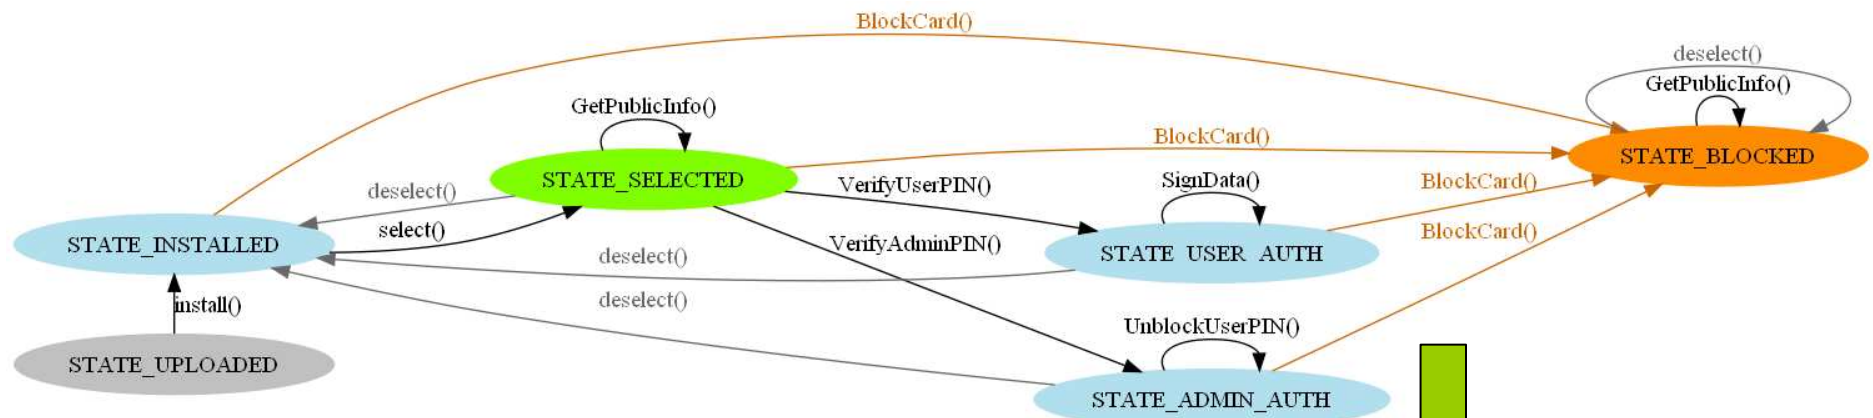 BlockCard()
deselect()
GetPublicInfo()
GetPublicInfo()
BlockCard()
STATE_BLOCKED
STATE_SELECTED
VerifyUserPIN()
SignData()
BlockCard()
deselect()
select()
STATE_INSTALLED
VerifyAdminPIN()
STATE_USER_AUTH
BlockCard()
deselect()
deselect()
install()
UnblockUserPIN()
STATE_UPLOADED
STATE_ADMIN_AUTH